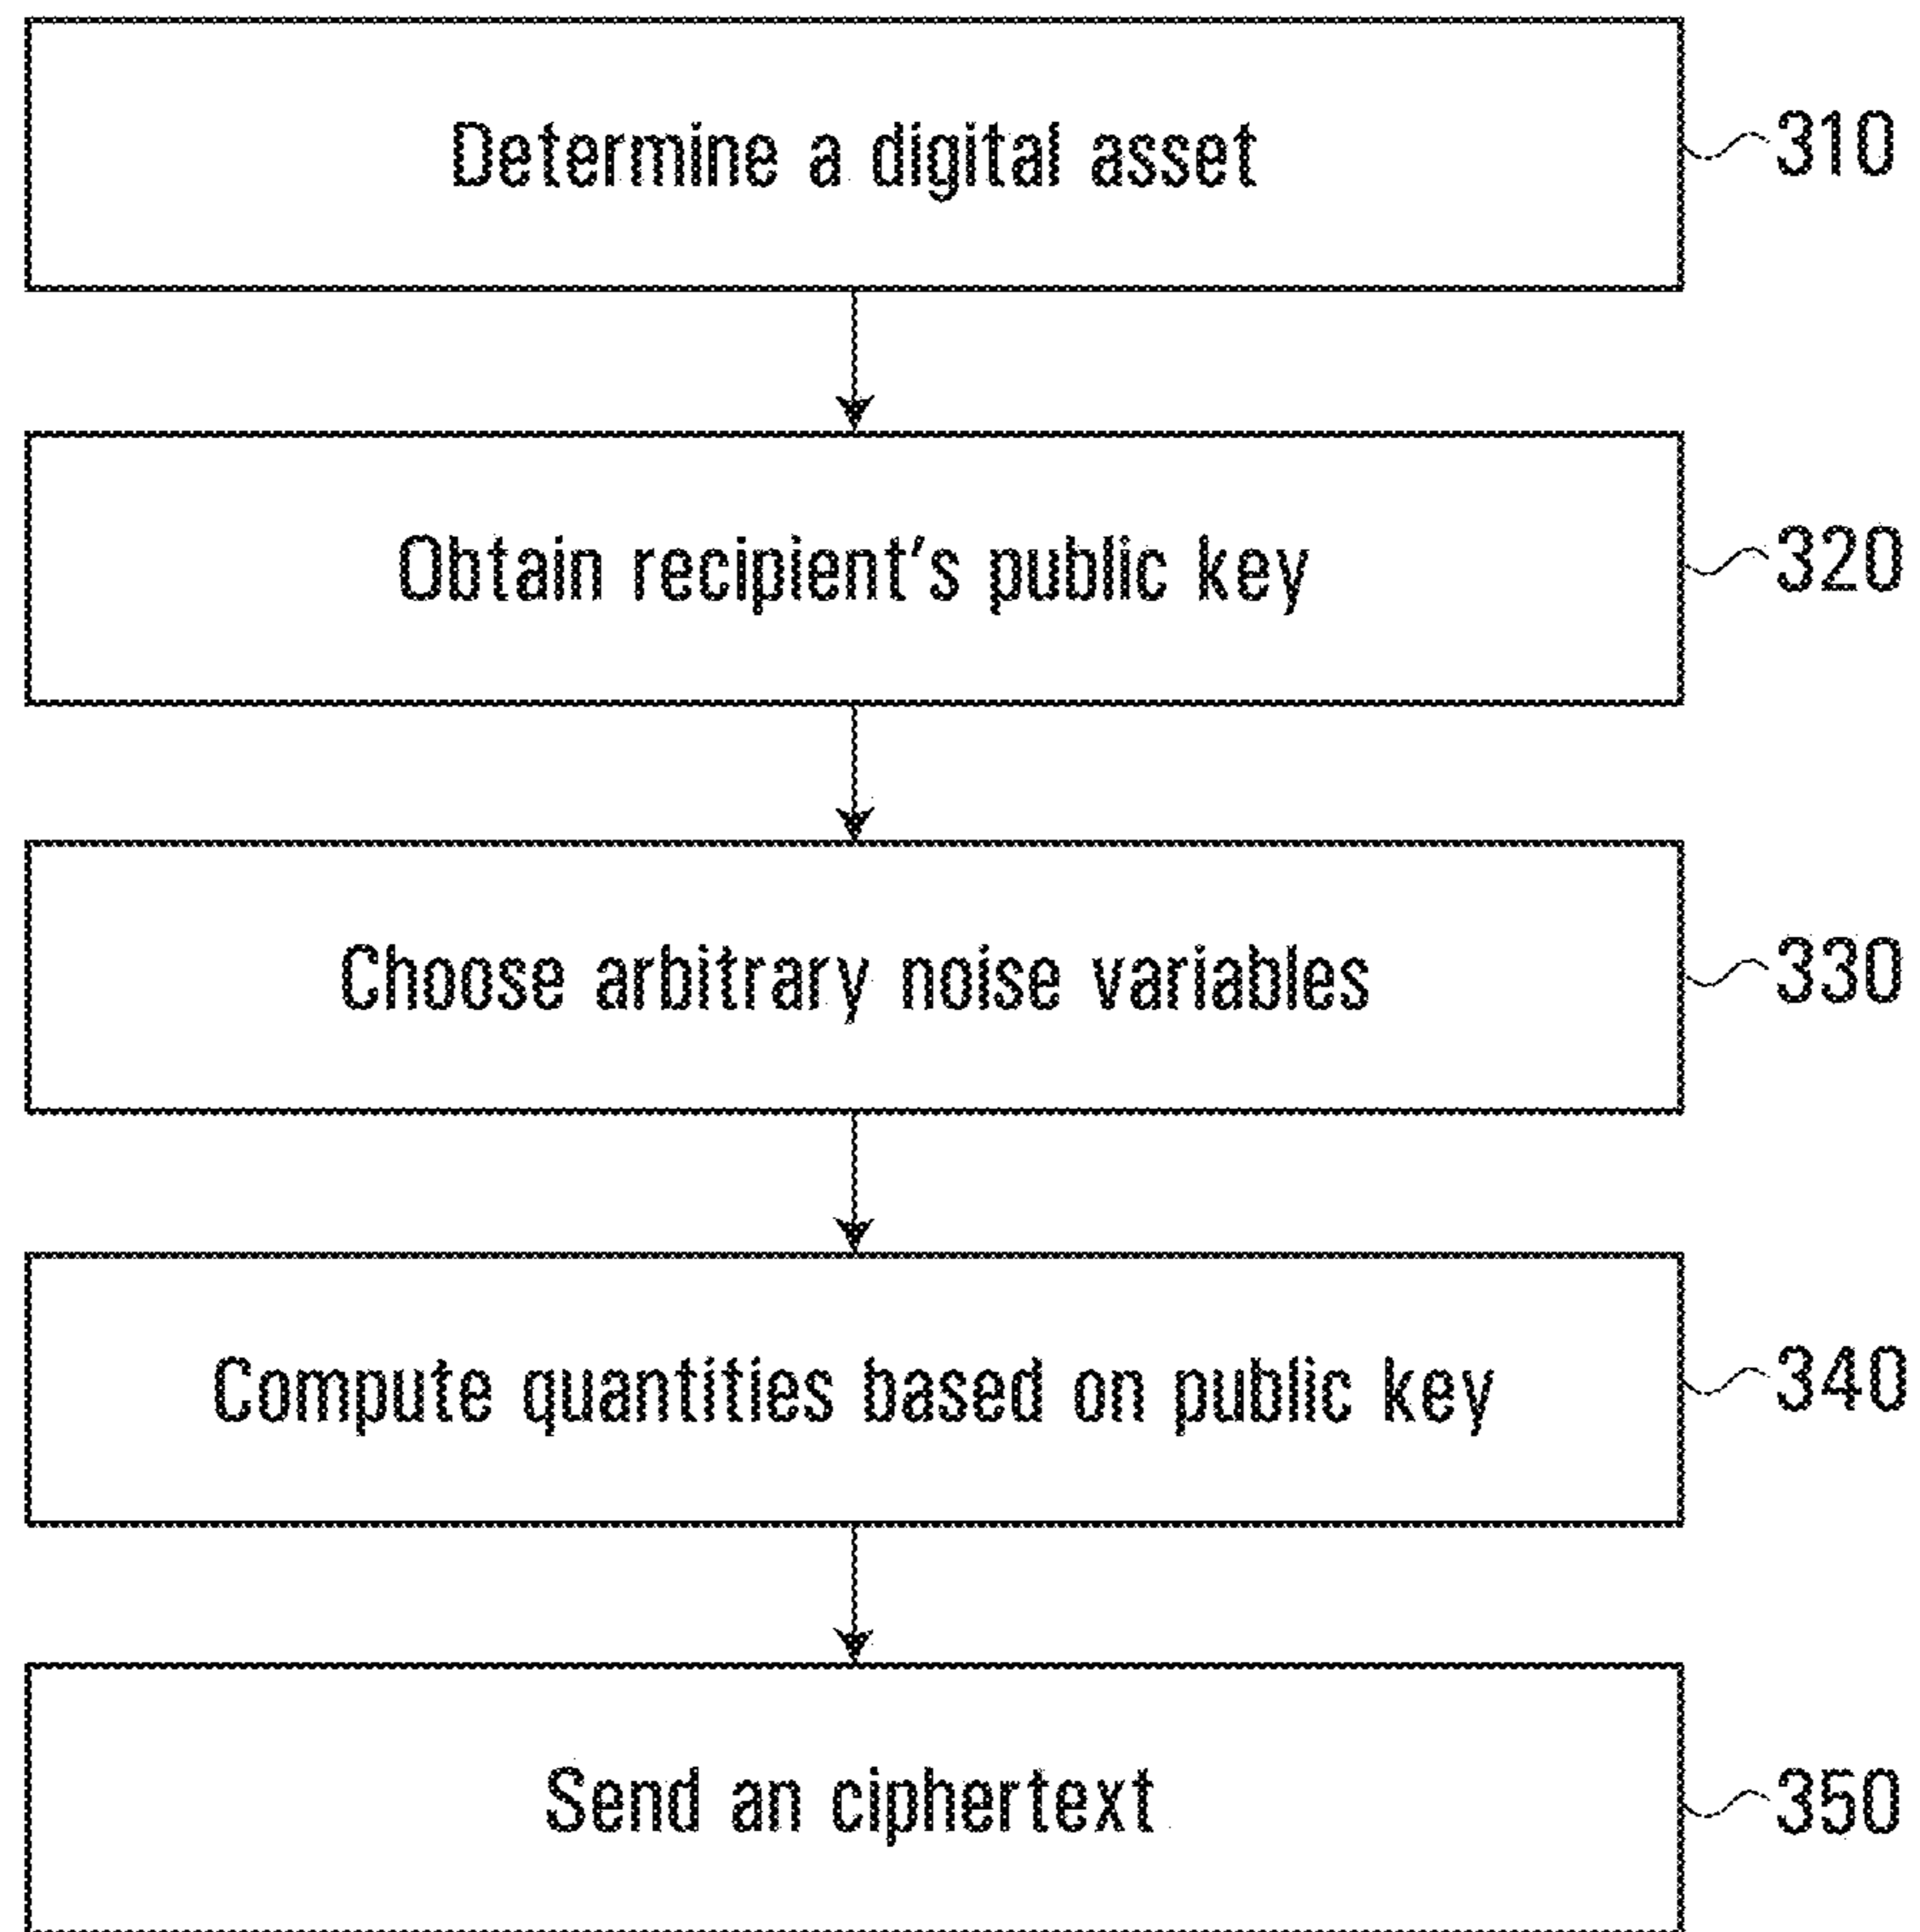 Determine a digital asset
310
Obtain recipient's public key
320
Choose arbitrary noise variables
330
Compute quantities based on public key
340
Send an ciphertext
350